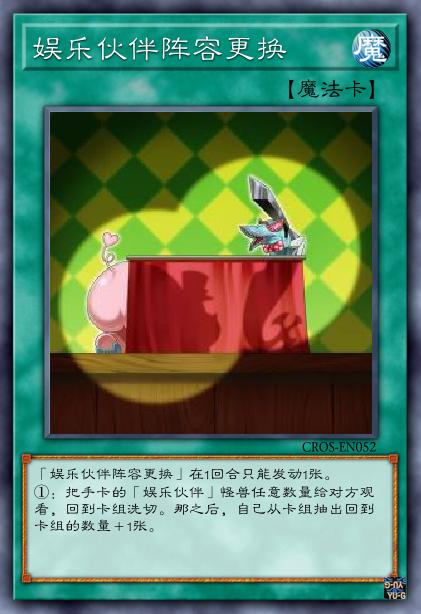 娱乐伙伴阵容更换
魔
【魔法卡】
CROS-EN052
「娱乐伙伴阵容更换」在1回合只能发动1张。
①：把手卡的「娱乐伙伴」怪兽任意数量给对方观
看，回到卡组洗切。那之后，自己从卡组抽出回到
卡组的数量＋1张。